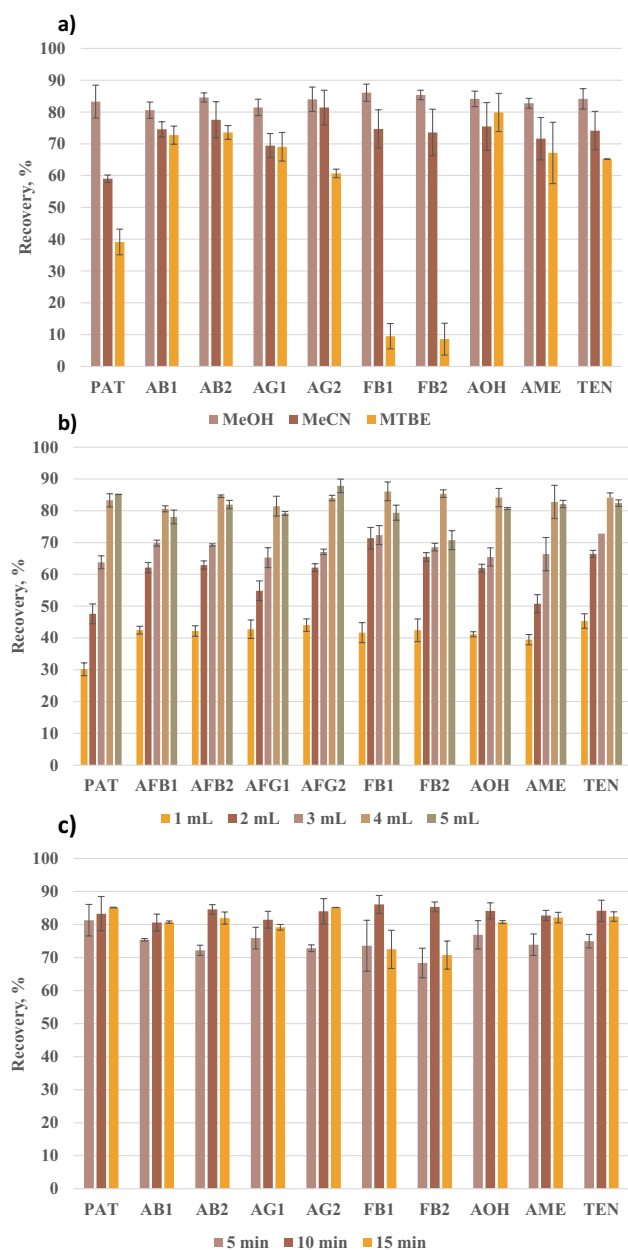 a)
Recovery, %
100
90
80
70
60
50
40
30
20
10
0
PAT AB1 AB2 AG1 AG2 FB1 FB2 AOH AME TEN
MeOH MeCN MTBE
b)
Recovery, %
100
90
80
70
60
50
40
30
20
10
0
PAT AFB1 AFB2 AFG1 AFG2 FB1 FB2 AOH AME TEN
1 mL 2 mL 3 mL 4 mL 5 mL
c)
Recovery, %
100
90
80
70
60
50
40
30
20
10
0
PAT AB1 AB2 AG1 AG2 FB1 FB2 AOH AME TEN
5 min 10 min 15 min